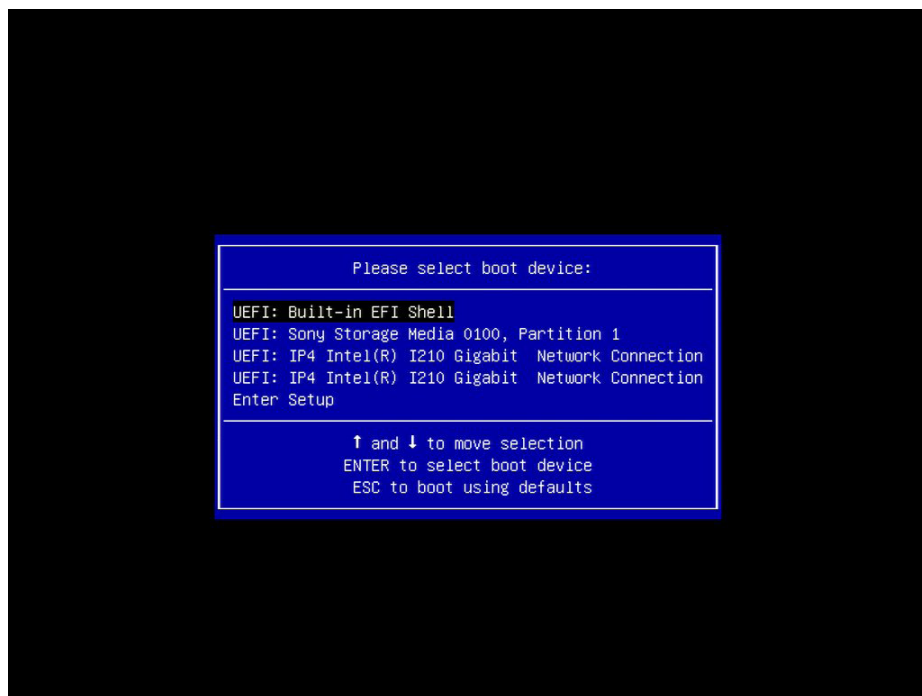 Please select boot device:
UEFI: Built-in EFI Shell
UEFI: Sony Storage Media 0100, Partition 1
UEFI: IP4 Intel(R) I210 Gigabit  Network Connection
UEFI: IP4 Intel(R) I210 Gigabit  Network Connection
Enter Setup
↑ and ↓ to move selection
ENTER to select boot device
ESC to boot using defaults